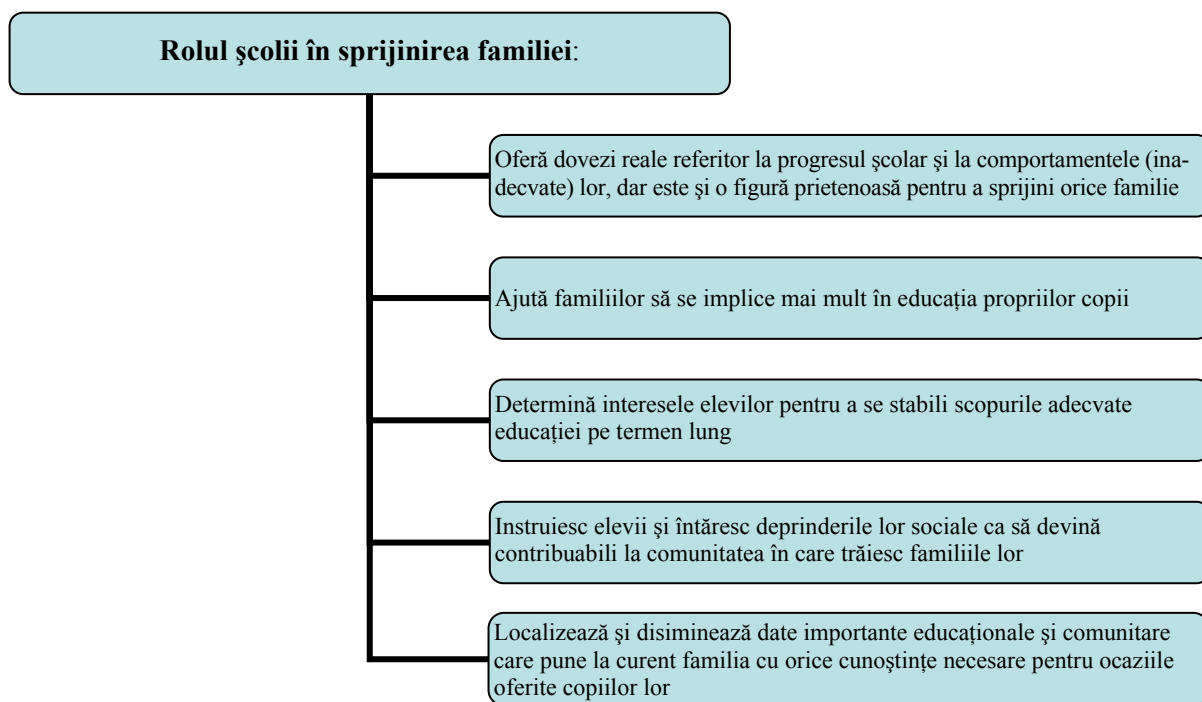 Rolul şcolii în sprijinirea familiei:
Oferă dovezi reale referitor la progresul şcolar şi la comportamentele (ina-
decvate) lor, dar este şi o figură prietenoasă pentru a sprijini orice familie
Ajută familiilor să se implice mai mult în educația propriilor copii
Determină interesele elevilor pentru a se stabili scopurile adecvate
educației pe termen lung
Instruiesc elevii şi întăresc deprinderile lor sociale ca să devină
contribuabili la comunitatea în care trăiesc familiile lor
Localizează şi disiminează date importante educaționale şi comunitare
care pune la curent familia cu orice cunoştințe necesare pentru ocaziile
oferite copiilor lor